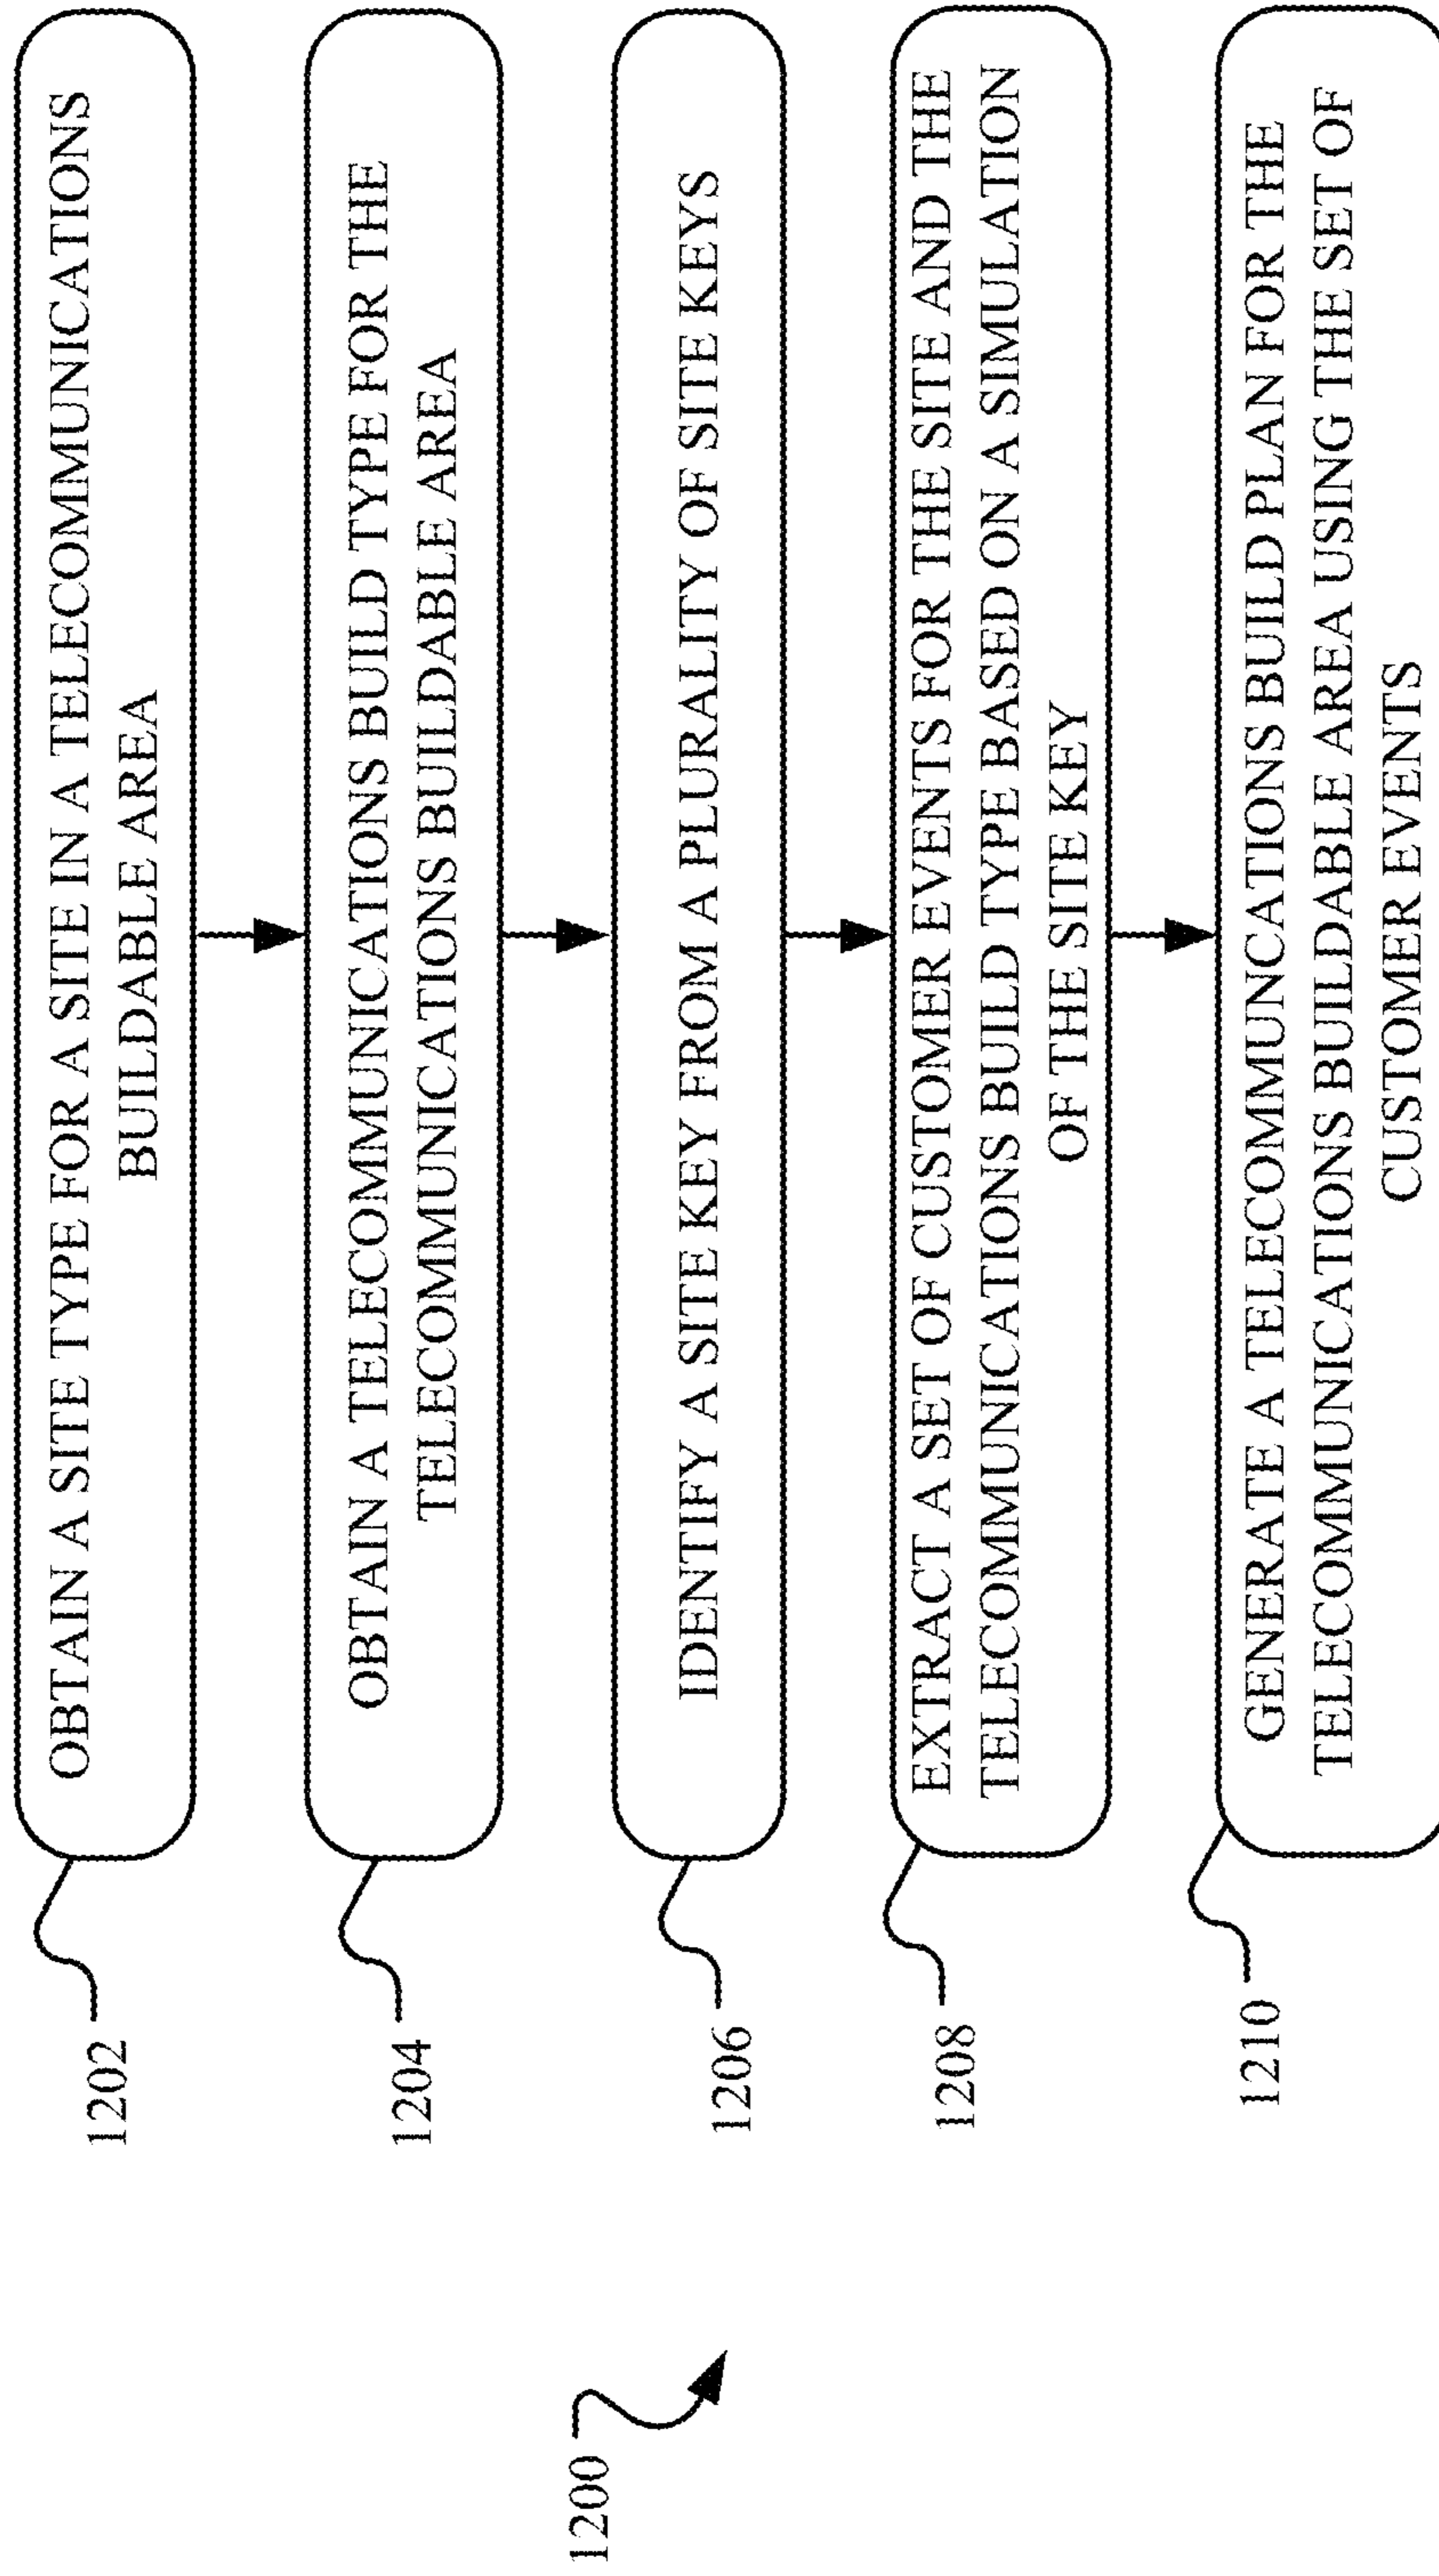 1200
1202
OBTAIN A SITE TYPE FOR A SITE IN A TELECOMMUNICATIONS
BUILDABLE AREA
1204
OBTAIN A TELECOMMUNICATIONS BUILD TYPE FOR THE
TELECOMMUNICATIONS BUILDABLE AREA
1206
IDENTIFY A SITE KEY FROM A PLURALITY OF SITE KEYS
1208
EXTRACT A SET OF CUSTOMER EVENTS FOR THE SITE AND THE
TELECOMMUNICATIONS BUILD TYPE BASED ON A SIMULATION
OF THE SITE KEY
1210
GENERATE A TELECOMMUNCATIONS BUILD PLAN FOR THE
TELECOMMUNICATIONS BUILDABLE AREA USING THE SET OF
CUSTOMER EVENTS